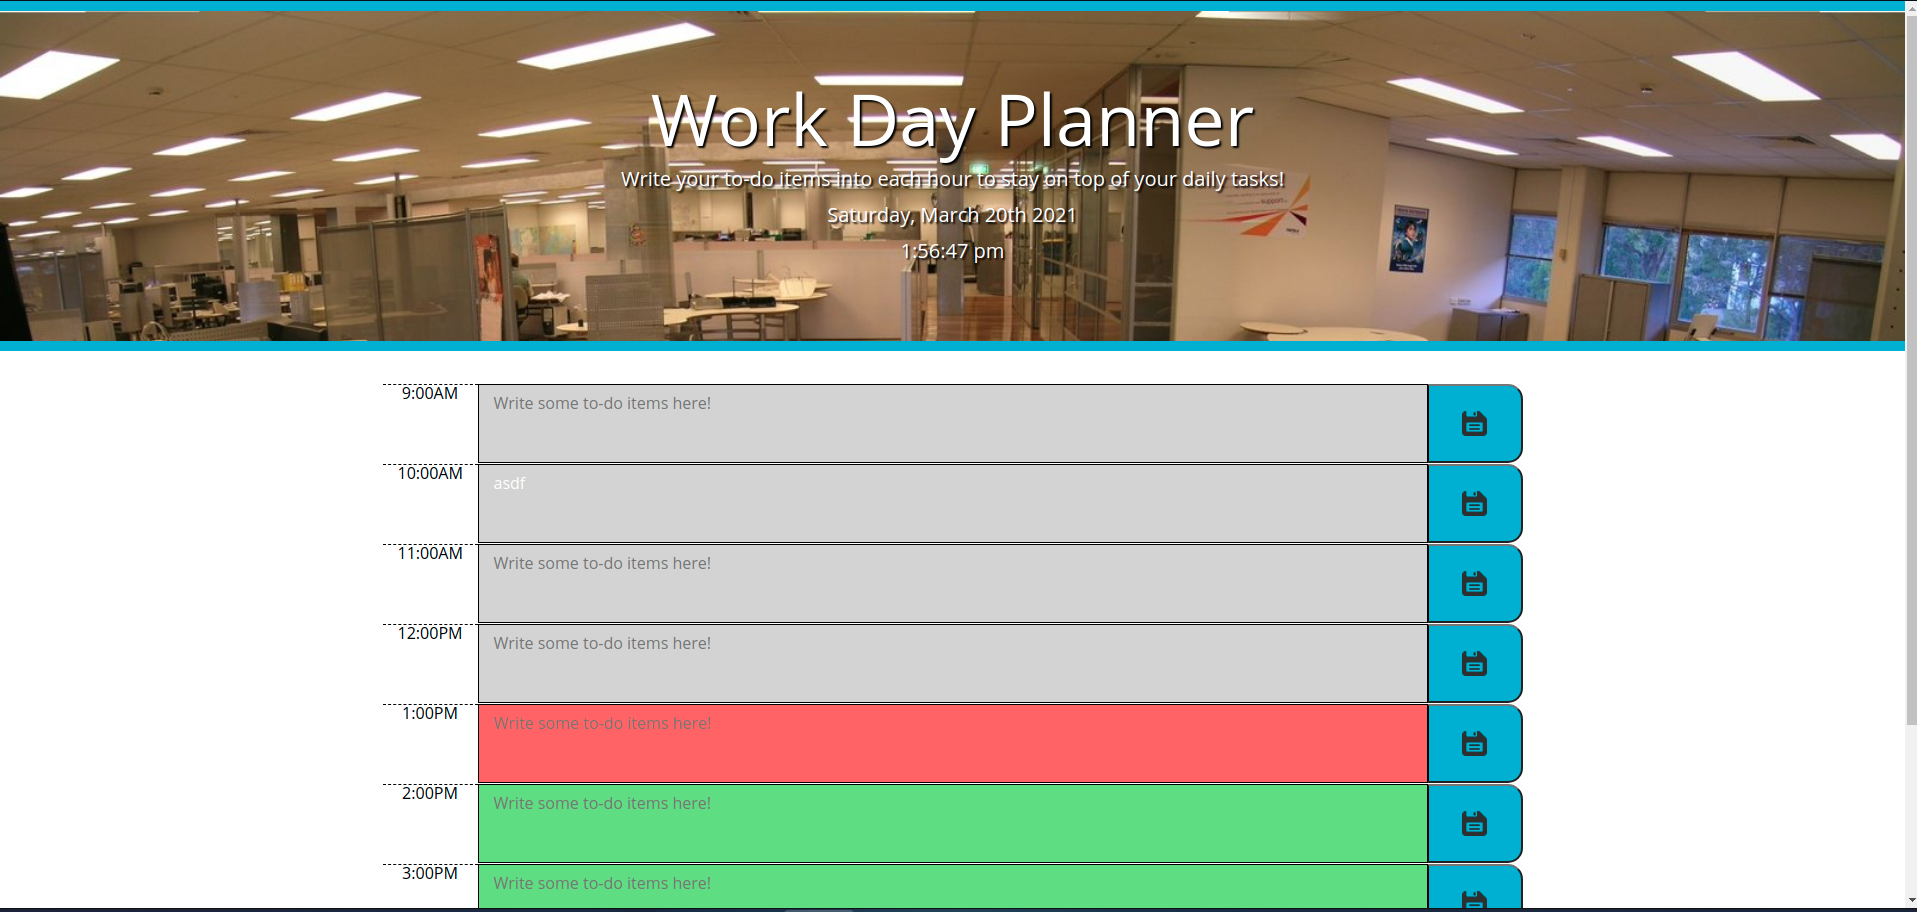 Work Day Planner
Write your to-do items into each hour to stay on top of your daily tasks!
Saturday, March 20th 2021
1:56:47 pm
support
9:00AM
Write some to-do items here!
10:00AM
asdf
11:00AM
Write some to-do items here!
12:00PM
Write some to-do items here!
1:00PM
Write some to-do items here!
2:00PM
Write some to-do items here!
3:00PM
Write some to-do items here!